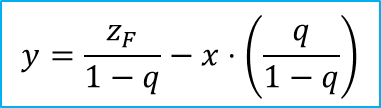 y = z_F/(1 − q) − x · (q/(1 − q))